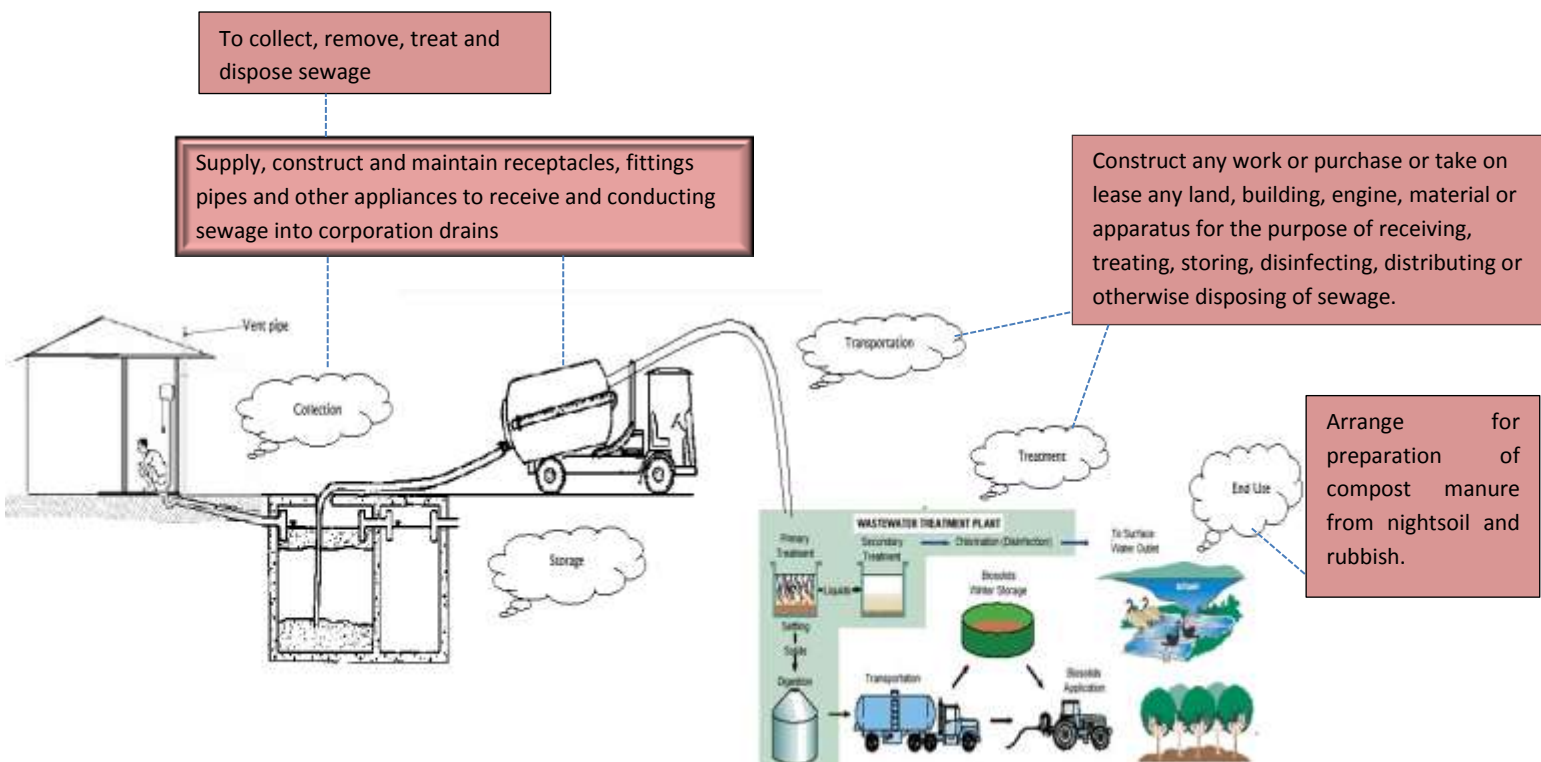 To collect, remove, treat and
dispose sewage
Supply, construct and maintain receptacles, fittings
pipes and other appliances to receive and conducting
sewage into corporation drains
Construct any work or purchase or take on
lease any land, building, engine, material or
apparatus for the purpose of receiving,
treating, storing, disinfecting, distributing or
otherwise disposing of sewage.
Vent pipe
Transportation
Collection
Arrange for
preparation of
compost manure
from nightsoil and
rubbish.
Treatment
End Use
Storage
WASTEWATER TREATMENT PLANT
Primary
Treatment
Secondary
Treatment
Chlorination (Disinfection)
To Surface
Water Outlet
Liquids
Biosolids
Winter Storage
Settling
Solids
Digestion
Transportation
Biosolids
Application